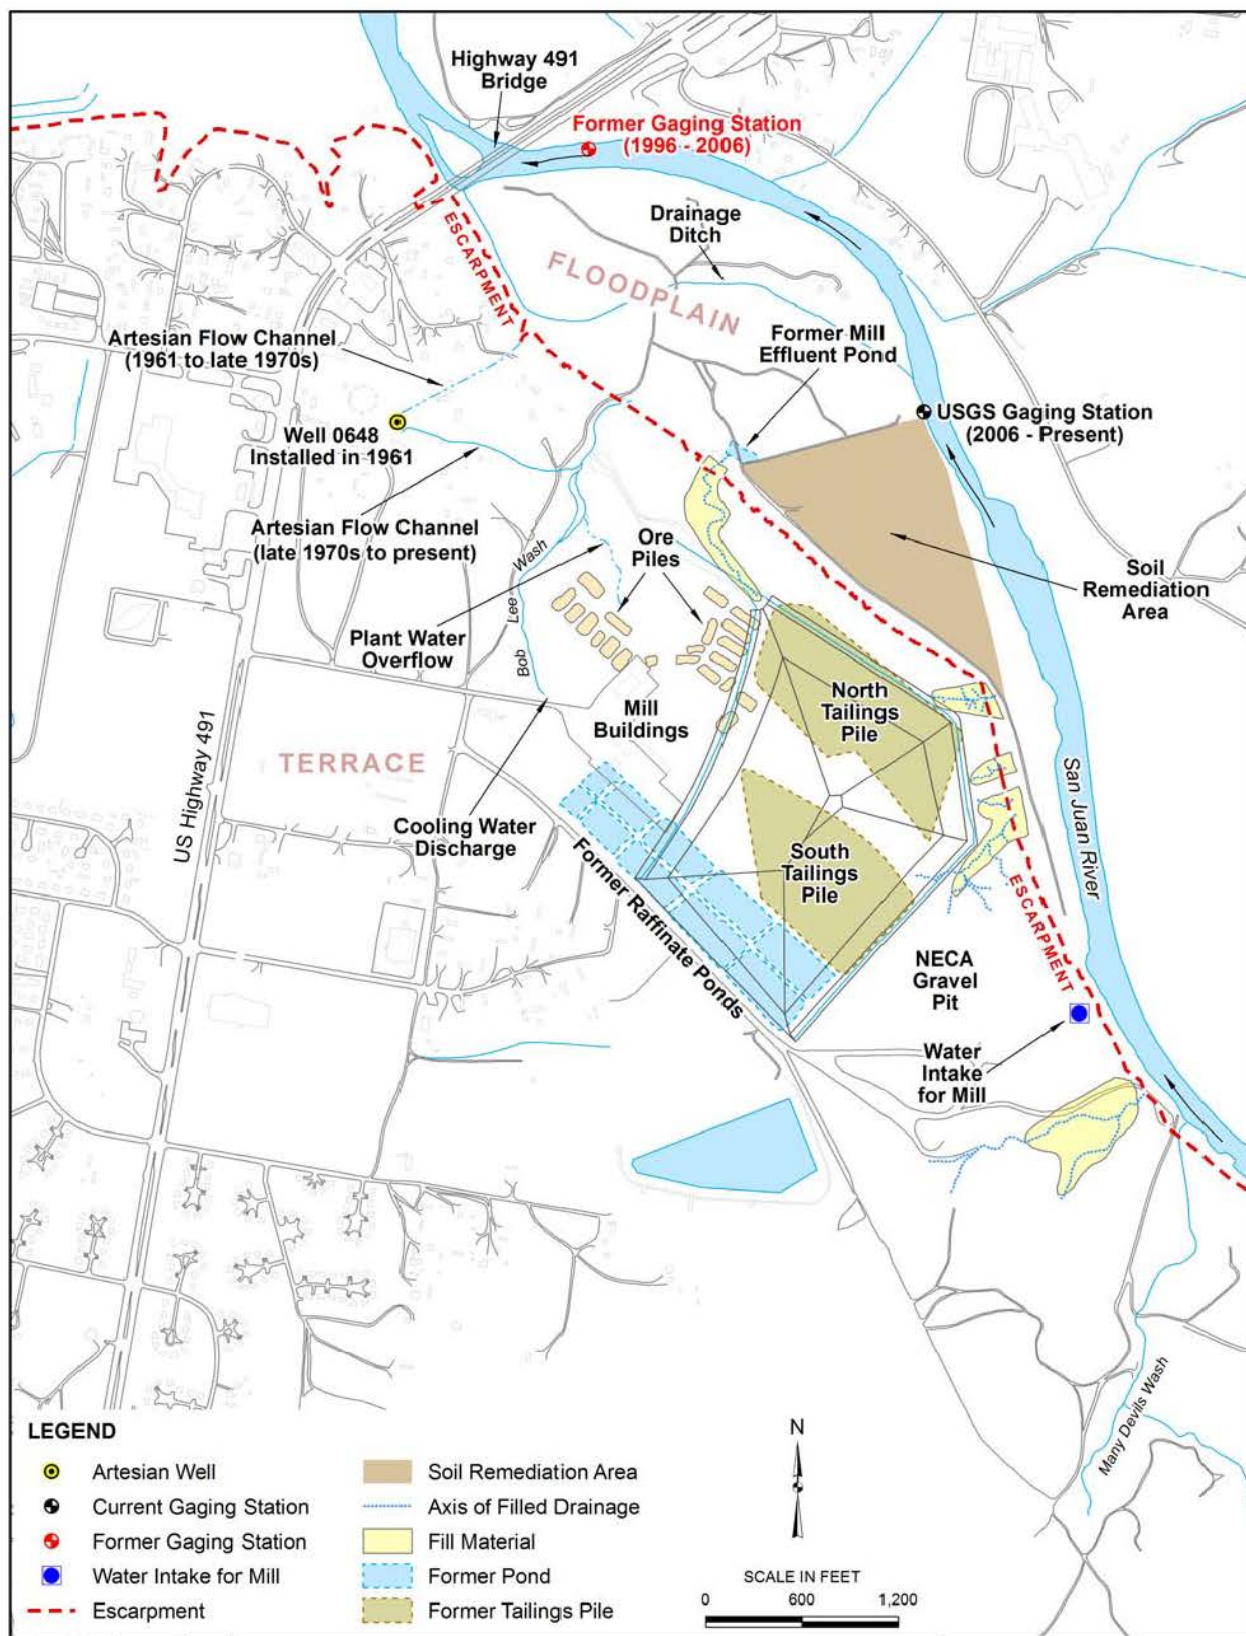 Highway 491
Bridge
Former Gaging Station
(1996 - 2006)
Drainage
Ditch
ESCARPMENT
FLOODPLAIN
Former Mill
Effluent Pond
Artesian Flow Channel
(1961 to late 1970s)
USGS Gaging Station
(2006 - Present)
Well 0648
Installed in 1961
Artesian Flow Channel
(late 1970s to present)
Ore
Piles
Soil
Remediation
Area
Bob Lee Wash
Plant Water
Overflow
North
Tailings
Pile
Mill
Buildings
US Highway 491
TERRACE
San Juan River
Cooling Water
Discharge
South
Tailings
Pile
Former Raffinate Ponds
ESCARPMENT
NECA
Gravel
Pit
Water
Intake
for Mill
Many Devils Wash
LEGEND
Artesian Well
Current Gaging Station
Former Gaging Station
Water Intake for Mill
Escarpment
Soil Remediation Area
Axis of Filled Drainage
Fill Material
Former Pond
Former Tailings Pile
N
SCALE IN FEET
0 600 1,200